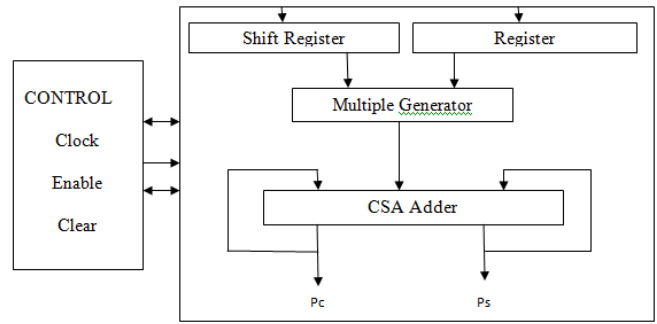 Shift Register
Register
CONTROL
Multiple Generator
Clock
Enable
CSA Adder
Clear
Pc
Ps